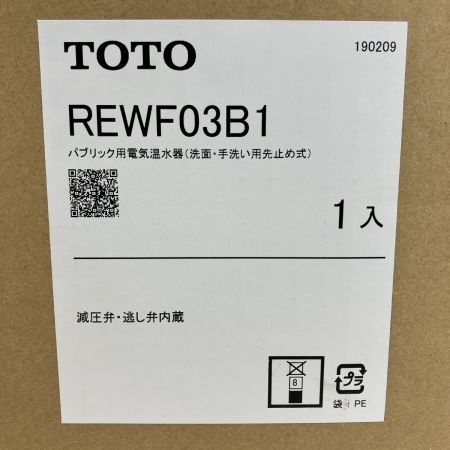 TOTO
190209
REWF03B1
パブリック用電気温水器(洗面・手洗い用先止め式)
1入
減圧弁・逃し弁内蔵
8
プラ
袋:PE